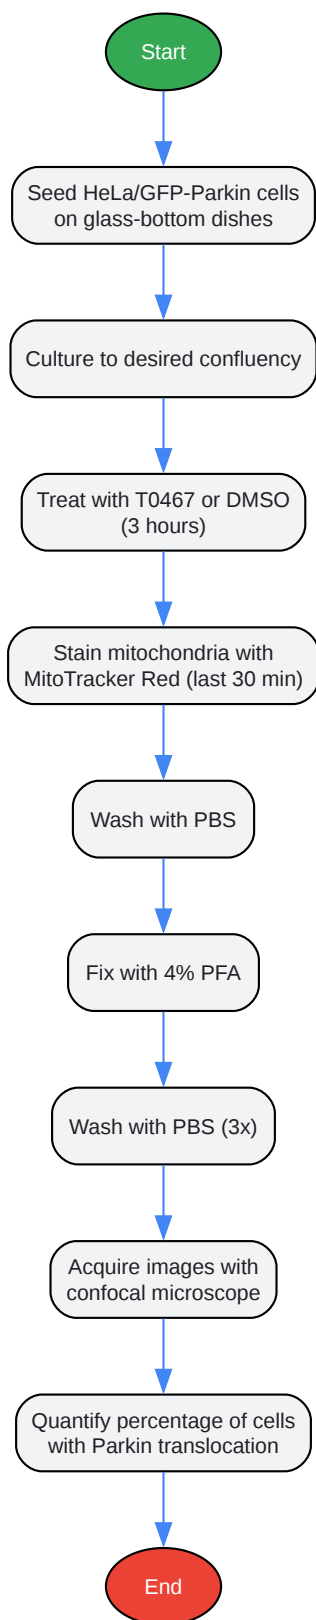 Start
Seed HeLa/GFP-Parkin cells
on glass-bottom dishes
Culture to desired confluency
Treat with T0467 or DMSO
(3 hours)
Stain mitochondria with
MitoTracker Red (last 30 min)
Wash with PBS
Fix with 4% PFA
Wash with PBS (3x)
Acquire images with
confocal microscope
Quantify percentage of cells
with Parkin translocation
End